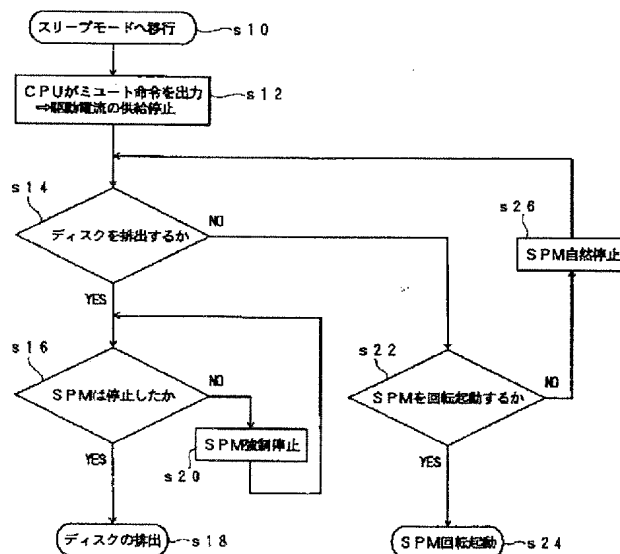 スリープモードへ移行
s10
CPUがミュート命令を出力
⇒駆動電流の供給停止
s12
s14
ディスクを排出するか
NO
YES
s26
SPM自然停止
s16
SPMは停止したか
NO
YES
SPM強制停止
s20
s22
SPMを回転起動するか
NO
YES
ディスクの排出
s18
SPM回転起動
s24